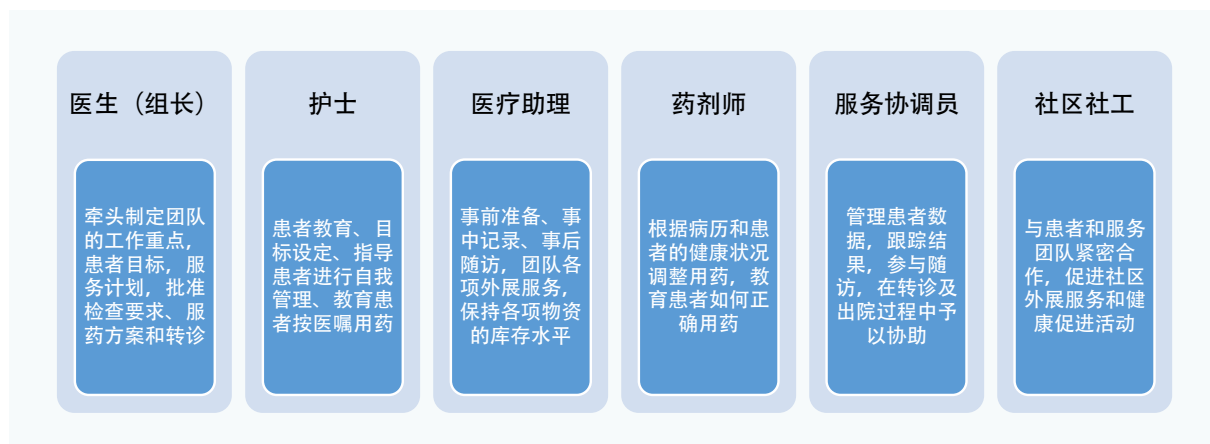 医生（组长）
牵头制定团队
的工作重点，
患者目标，服
务计划，批准
检查要求、服
药方案和转诊
护士
患者教育、目
标设定、指导
患者进行自我
管理、教育患
者按医嘱用药
医疗助理
事前准备、事
中记录、事后
随访，团队各
项外展服务，
保持各项物资
的库存水平
药剂师
根据病历和患
者的健康状况
调整用药，教
育患者如何正
确用药
服务协调员
管理患者数
据，跟踪结
果，参与随
访，在转诊及
出院过程中予
以协助
社区社工
与患者和服务
团队紧密合
作，促进社区
外展服务和健
康促进活动